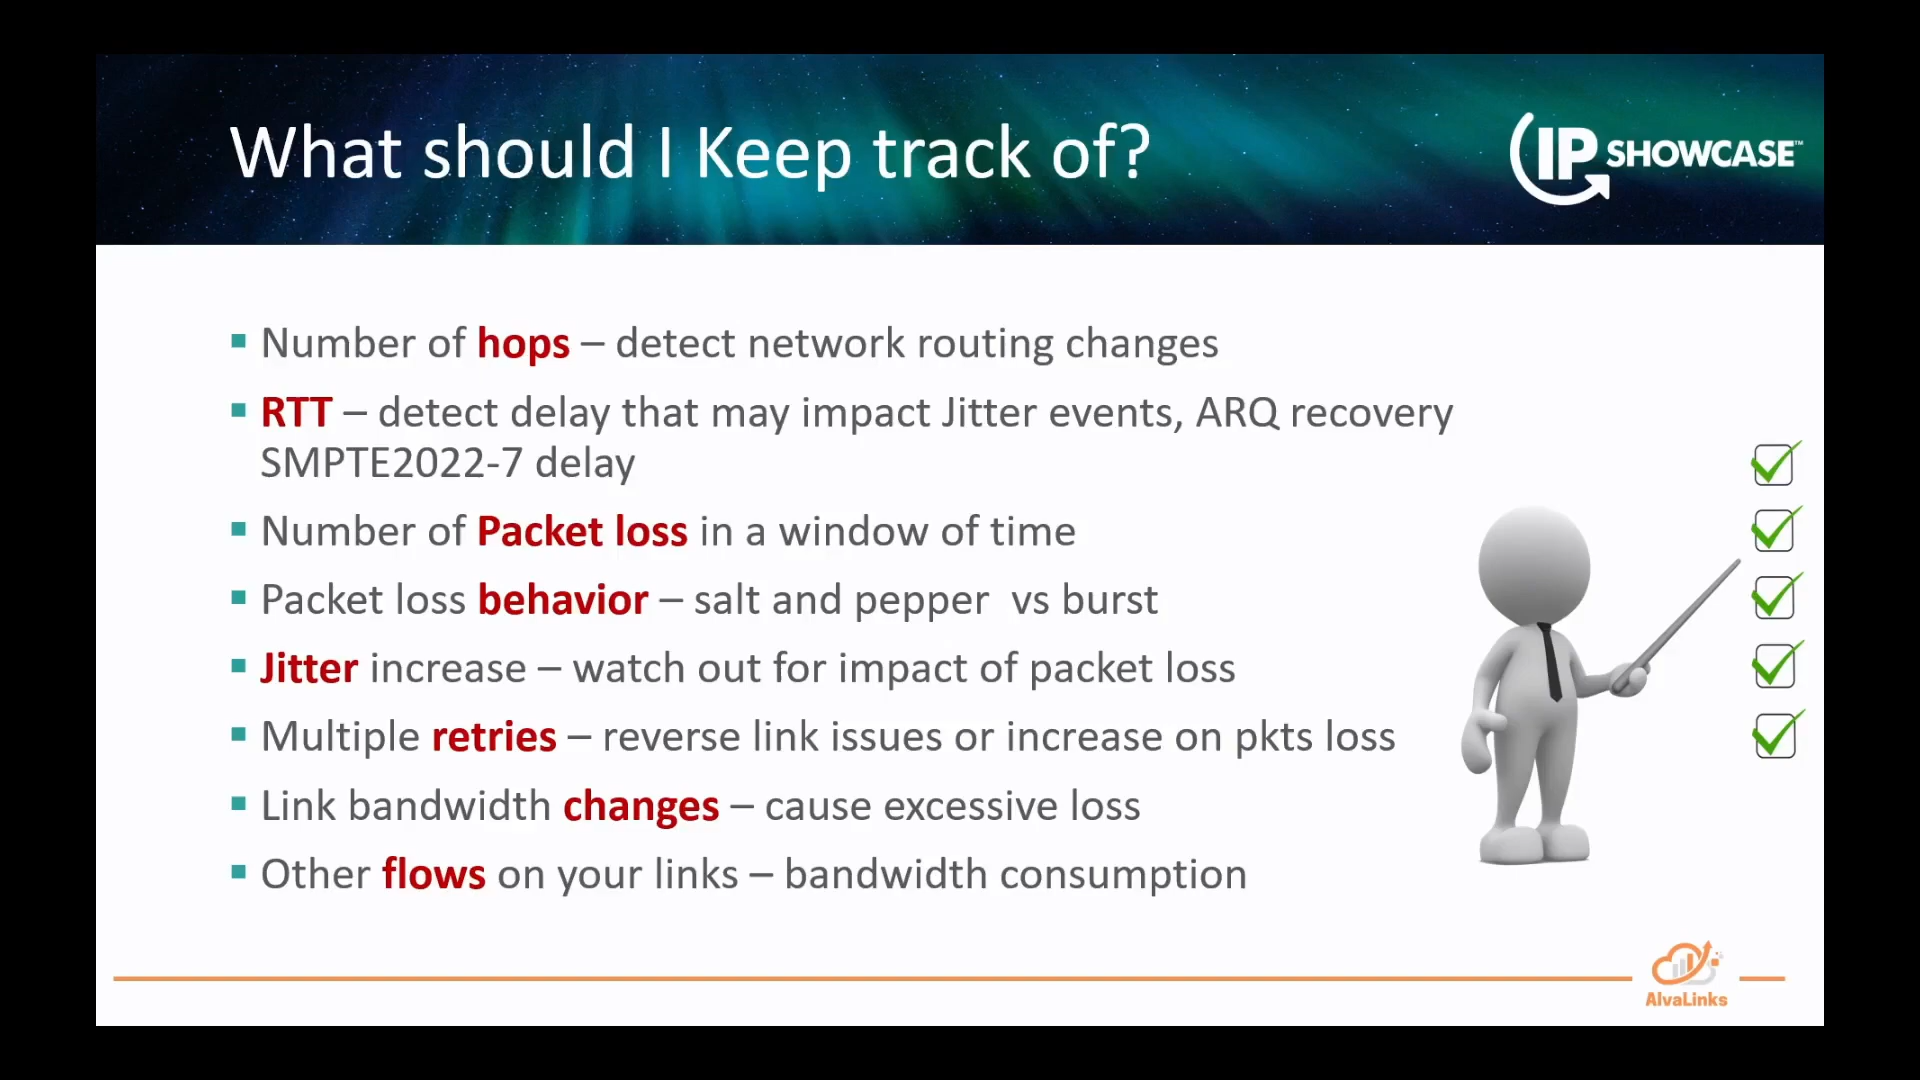 What should I Keep track of?
IP SHOWCASE™
Number of hops – detect network routing changes
RTT – detect delay that may impact Jitter events, ARQ recovery
SMPTE2022-7 delay
Number of Packet loss in a window of time
Packet loss behavior – salt and pepper  vs burst
Jitter increase – watch out for impact of packet loss
Multiple retries – reverse link issues or increase on pkts loss
Link bandwidth changes – cause excessive loss
Other flows on your links – bandwidth consumption
AlvaLinks